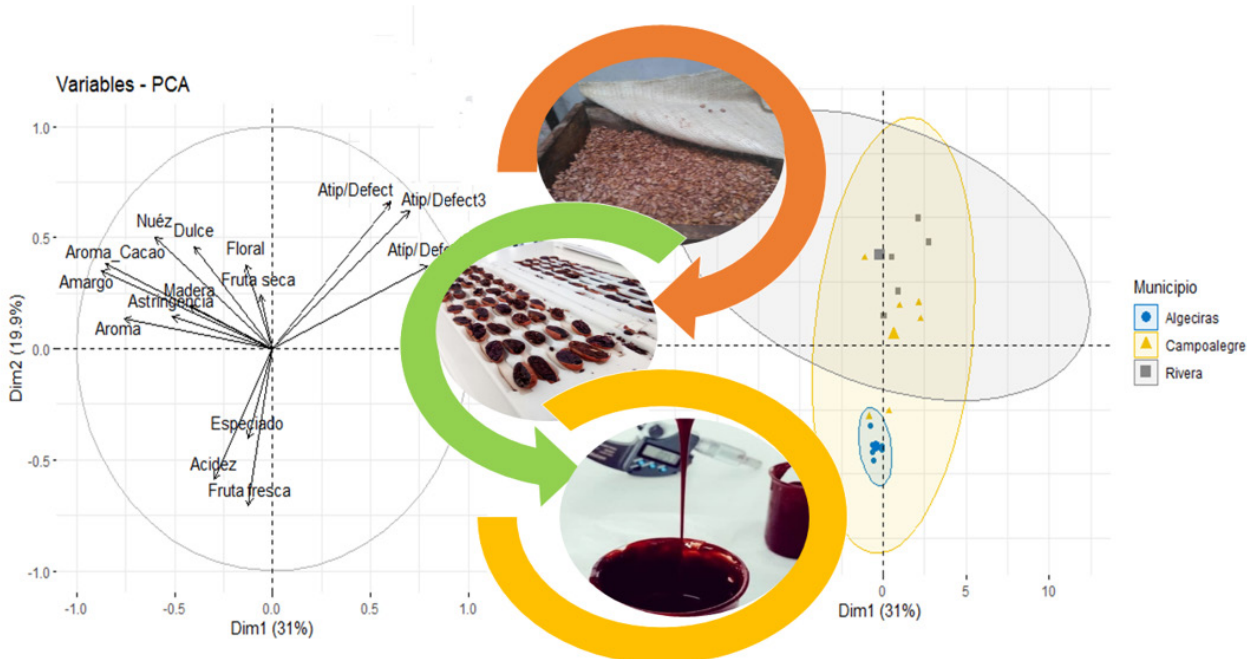 Variables - PCA
1.0
0.5
0.0
-0.5
-1.0
Dim2 (19.9%)
Atip/Defect
Atip/Defect3
Nuéz
Dulce
Floral
Aroma_Cacao
Amargo
Madera
Fruta seca
Astringencia
Aroma
Especiado
Acidez
Fruta fresca
-1.0
-0.5
0.0
0.5
1.0
Dim1 (31%)
0
5
10
Dim1 (31%)
Municipio
Algeciras
Campoalegre
Rivera